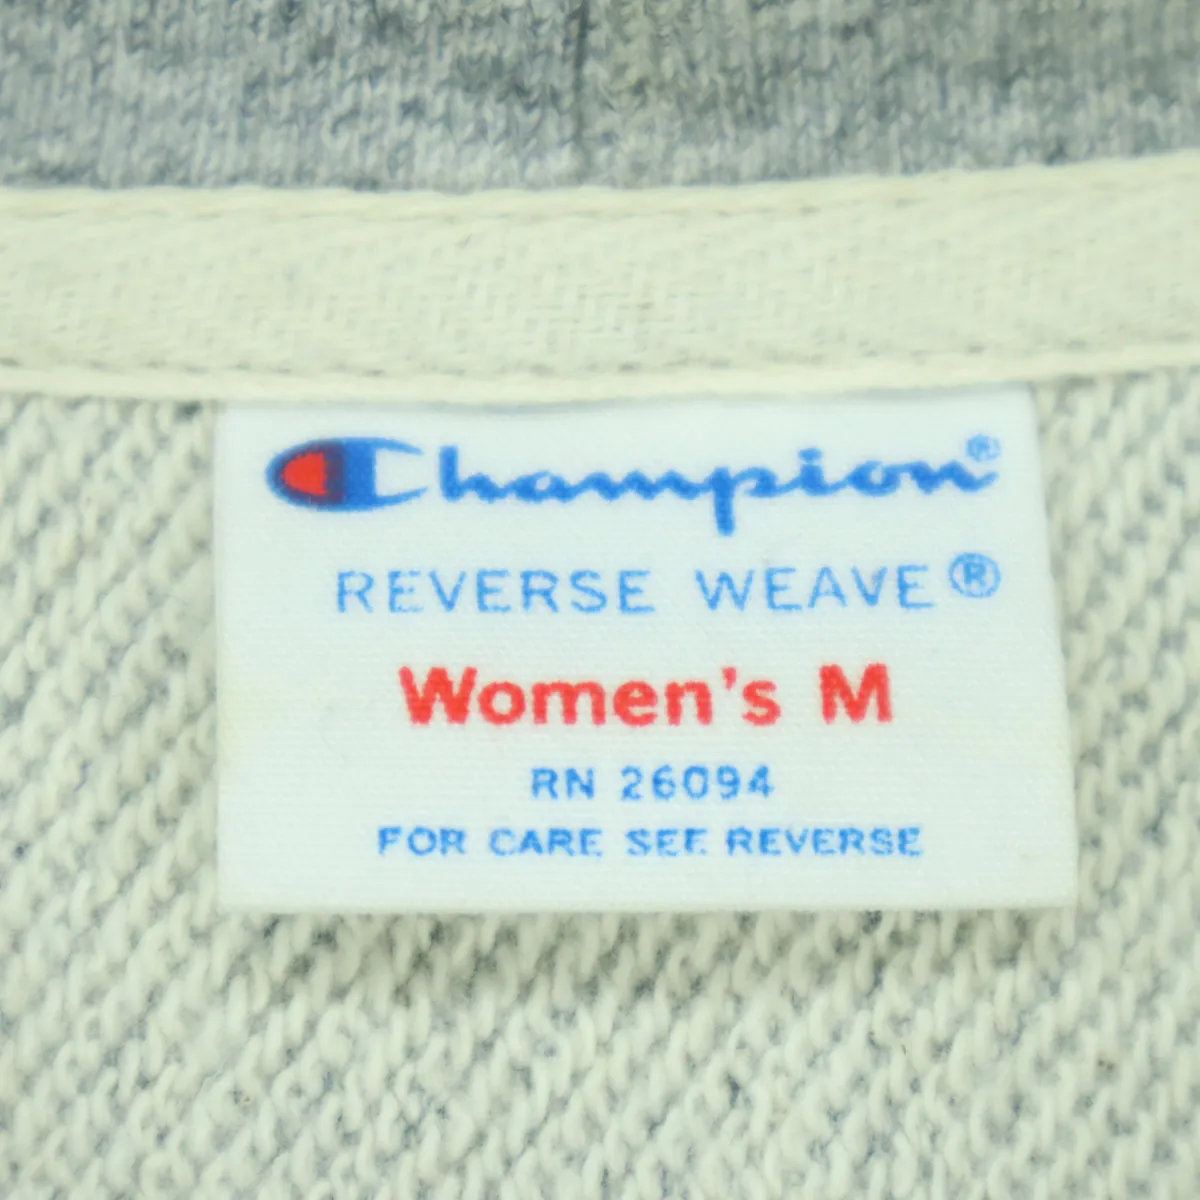 Champion®
REVERSE WEAVE®
Women's M
RN 26094
FOR CARE SEE REVERSE